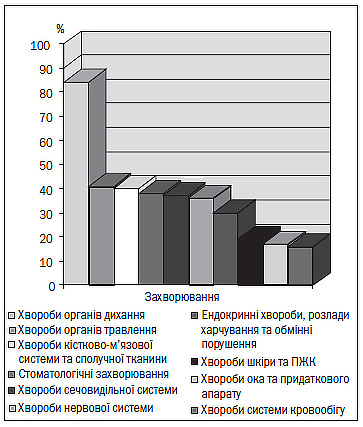 %
100
90
80
70
60
50
40
30
20
10
0
Захворювання
Хвороби органів дихання
Хвороби органів травлення
Хвороби кістково-м'язової
системи та сполучної тканини
Стоматологічні захворювання
Хвороби сечовидільної системи
Хвороби нервової системи
Ендокринні хвороби, розлади
харчування та обмінні
порушення
Хвороби шкіри та ПЖК
Хвороби ока та придаткового
апарату
Хвороби системи кровообігу